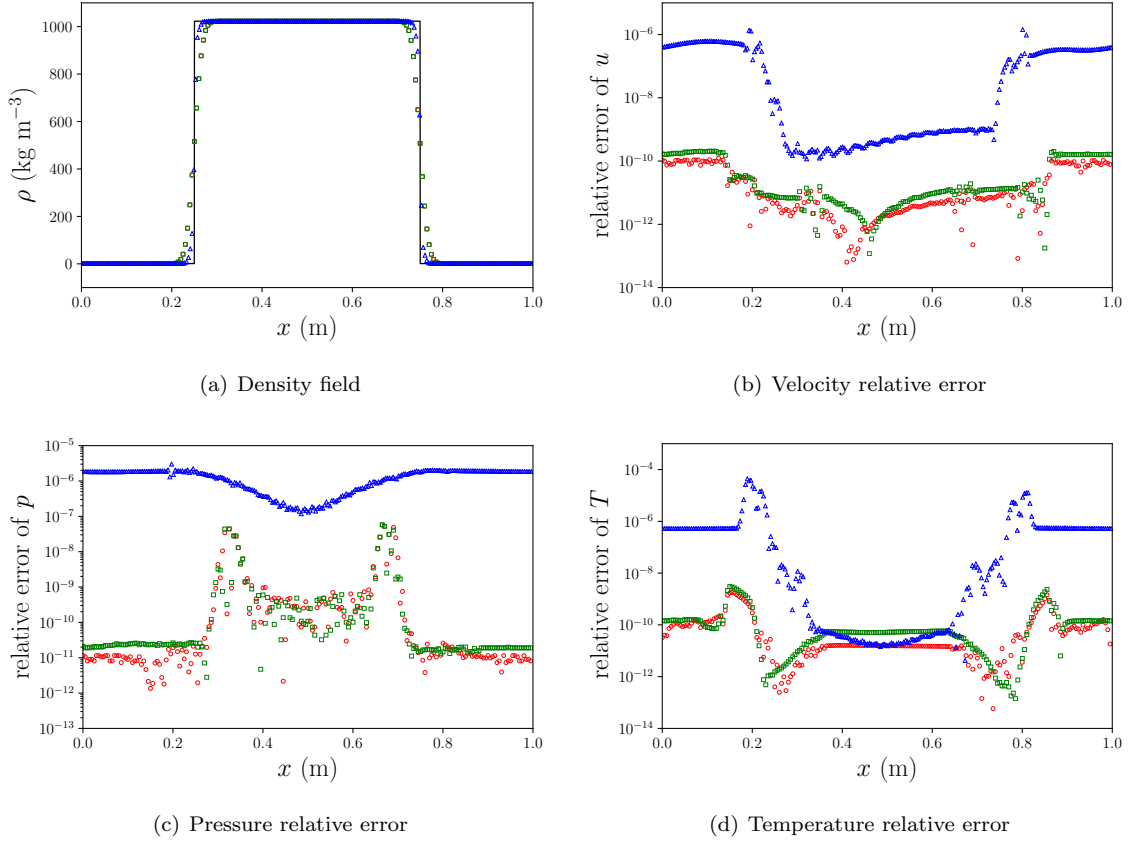 1000
800
600
400
200
0
ρ (kg m⁻³)
0.0 0.2 0.4 0.6 0.8 1.0
x (m)
(a) Density field
10⁻⁶
10⁻⁸
10⁻¹⁰
10⁻¹²
10⁻¹⁴
relative error of u
0.0 0.2 0.4 0.6 0.8 1.0
x (m)
(b) Velocity relative error
10⁻⁵
10⁻⁶
10⁻⁷
10⁻⁸
10⁻⁹
10⁻¹⁰
10⁻¹¹
10⁻¹²
10⁻¹³
relative error of p
0.0 0.2 0.4 0.6 0.8 1.0
x (m)
(c) Pressure relative error
10⁻⁴
10⁻⁶
10⁻⁸
10⁻¹⁰
10⁻¹²
10⁻¹⁴
relative error of T
0.0 0.2 0.4 0.6 0.8 1.0
x (m)
(d) Temperature relative error